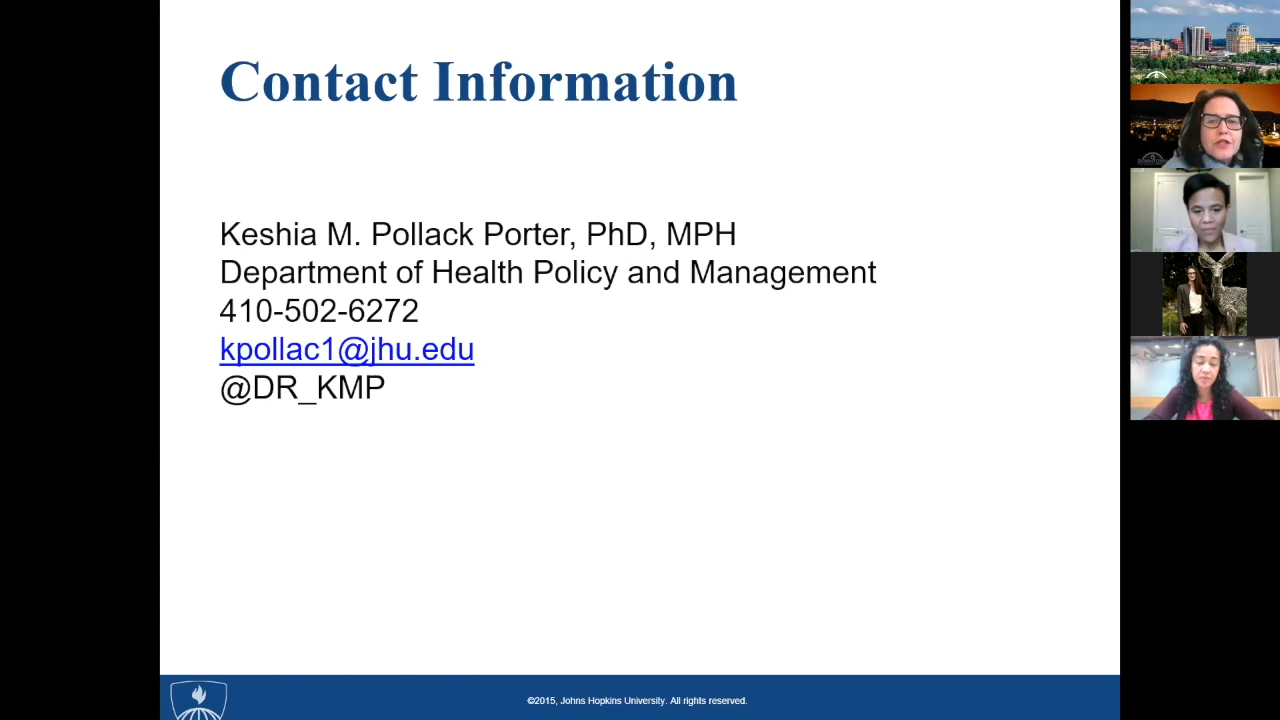 Contact Information
Keshia M. Pollack Porter, PhD, MPH
Department of Health Policy and Management
410-502-6272
kpollac1@jhu.edu
@DR_KMP
©2015, Johns Hopkins University. All rights reserved.